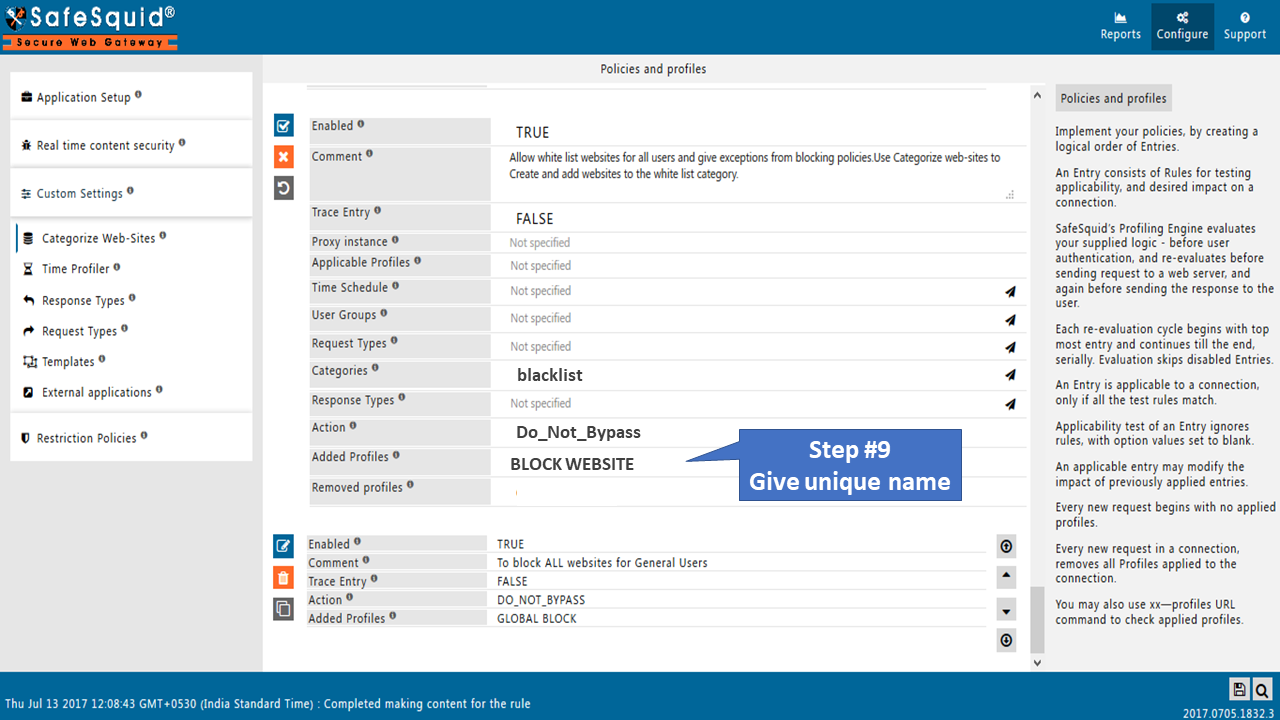 SafeSquid®
Secure Web Gateway
Reports
Configure
Support
Application Setup
Real time content security
Custom Settings
Categorize Web-Sites
Time Profiler
Response Types
Request Types
Templates
External applications
Restriction Policies
Policies and profiles
Enabled TRUE
Comment Allow white list websites for all users and give exceptions from blocking policies.Use Categorize web-sites to
Create and add websites to the white list category.
Trace Entry FALSE
Proxy instance Not specified
Applicable Profiles Not specified
Time Schedule Not specified
User Groups Not specified
Request Types Not specified
Categories blacklist
Response Types Not specified
Action Do_Not_Bypass
Added Profiles BLOCK WEBSITE
Removed profiles
Step #9
Give unique name
Enabled TRUE
Comment To block ALL websites for General Users
Trace Entry FALSE
Action DO_NOT_BYPASS
Added Profiles GLOBAL BLOCK
Policies and profiles
Implement your policies, by creating a
logical order of Entries.
An Entry consists of Rules for testing
applicability, and desired impact on a
connection.
SafeSquid's Profiling Engine evaluates
your supplied logic - before user
authentication, and re-evaluates before
sending request to a web server, and
again before sending the response to the
user.
Each re-evaluation cycle begins with top
most entry and continues till the end,
serially. Evaluation skips disabled Entries.
An Entry is applicable to a connection,
only if all the test rules match.
Applicability test of an Entry ignores
rules, with option values set to blank.
An applicable entry may modify the
impact of previously applied entries.
Every new request begins with no applied
profiles.
Every new request in a connection,
removes all Profiles applied to the
connection.
You may also use xx—profiles URL
command to check applied profiles.
Thu Jul 13 2017 12:08:43 GMT+0530 (India Standard Time) : Completed making content for the rule
2017.0705.1832.3